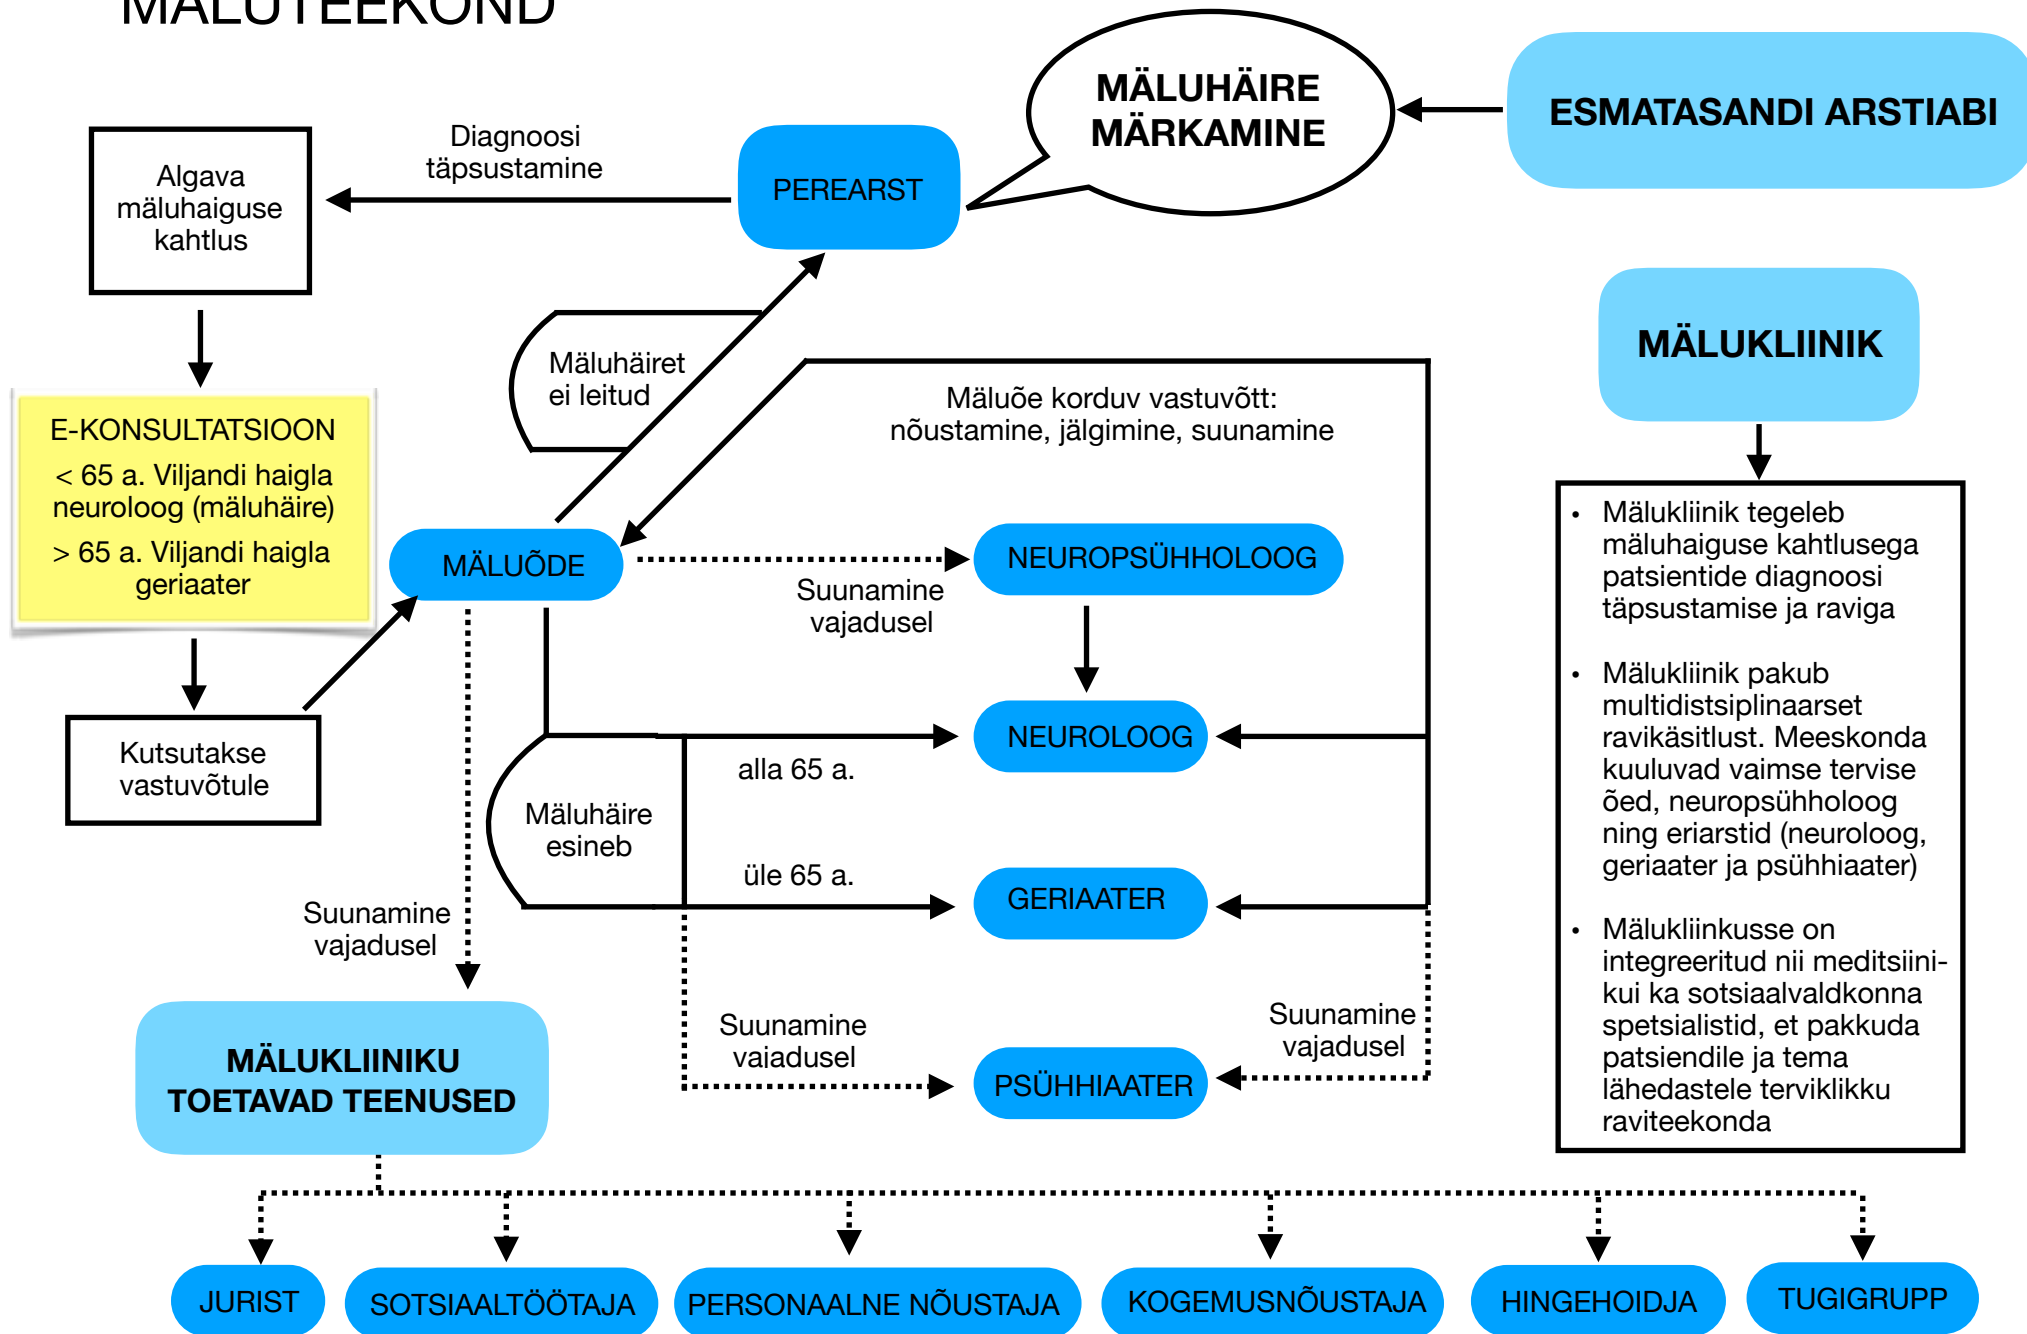 MÄLUTEEKOND
MÄLUHÄIRE
MÄRKAMINE
ESMATASANDI ARSTIABI
PEREARST
Diagnoosi
täpsustamine
Algava
mäluhaiguse
kahtlus
E-KONSULTATSIOON
< 65 a. Viljandi haigla
neuroloog (mäluhäire)
> 65 a. Viljandi haigla
geriaater
Kutsutakse
vastuvõtule
Mäluhäiret
ei leitud
Mäluõe korduv vastuvõtt:
nõustamine, jälgimine, suunamine
MÄLUÕDE
Suunamine
vajadusel
NEUROPSÜHHOLOOG
NEUROLOOG
alla 65 a.
Mäluhäire
esineb
üle 65 a.
GERIAATER
Suunamine
vajadusel
Suunamine
vaiadusel
Suunamine
vajadusel
PSÜHHIAATER
MÄLUKLIINIK
• Mälukliinik tegeleb
mäluhaiguse kahtlusega
patsientide diagnoosi
täpsustamise ja raviga
• Mälukliinik pakub
multidistsiplinaarset
ravikäsitlust. Meeskonda
kuuluvad vaimse tervise
õed, neuropsühholoog
ning eriarstid (neuroloog,
geriaater ja psühhiaater)
• Mälukliinkusse on
integreeritud nii meditsiini-
kui ka sotsiaalvaldkonna
spetsialistid, et pakkuda
patsiendile ja tema
lähedastele terviklikku
raviteekonda
MÄLUKLIINIKU
TOETAVAD TEENUSED
JURIST
SOTSIAALTÖÖTAJA
PERSONAALNE NÕUSTAJA
KOGEMUSNÕUSTAJA
HINGEHOIDJA
TUGIGRUPP